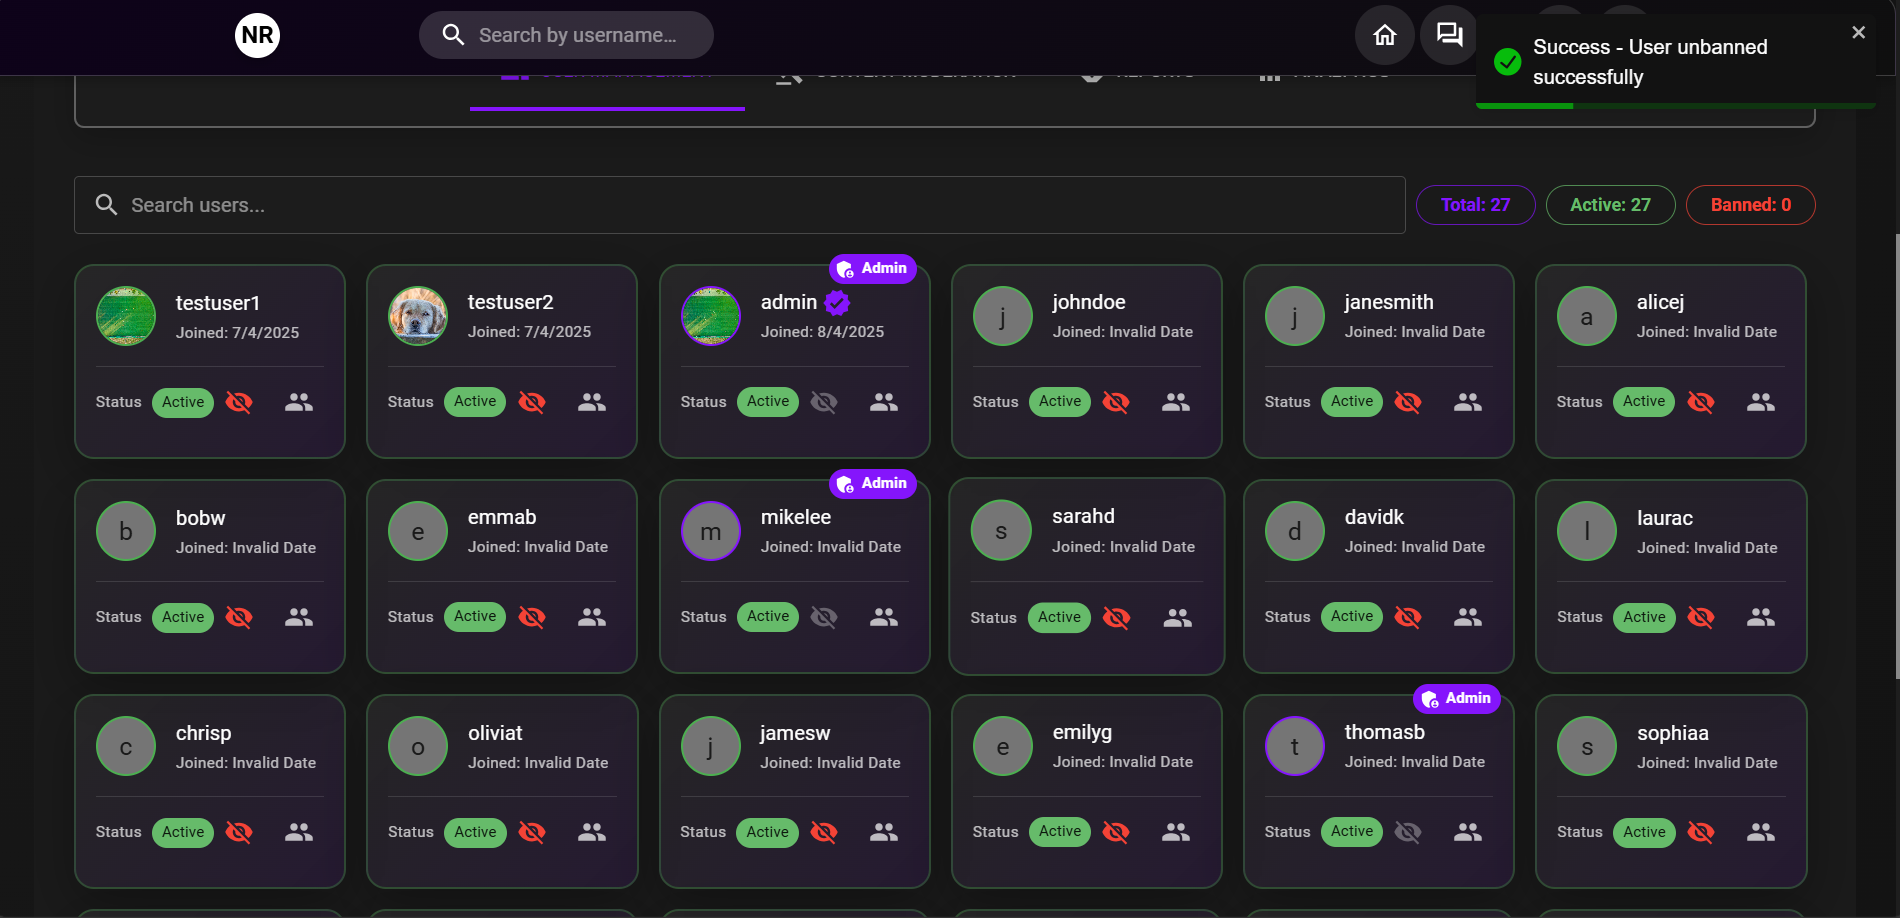 NR
Search by username...
Success - User unbanned
successfully
Search users...
Total: 27
Active: 27
Banned: 0
Admin
testuser1
Joined: 7/4/2025
Status Active
testuser2
Joined: 7/4/2025
Status Active
admin
Joined: 8/4/2025
Status Active
johndoe
Joined: Invalid Date
Status Active
janesmith
Joined: Invalid Date
Status Active
alicej
Joined: Invalid Date
Status Active
bobw
Joined: Invalid Date
Status Active
emmab
Joined: Invalid Date
Status Active
Admin
mikelee
Joined: Invalid Date
Status Active
sarahd
Joined: Invalid Date
Status Active
davidk
Joined: Invalid Date
Status Active
laurac
Joined: Invalid Date
Status Active
chrisp
Joined: Invalid Date
Status Active
oliviat
Joined: Invalid Date
Status Active
jamesw
Joined: Invalid Date
Status Active
emilyg
Joined: Invalid Date
Status Active
Admin
thomasb
Joined: Invalid Date
Status Active
sophiaa
Joined: Invalid Date
Status Active
j
j
a
b
e
m
s
d
l
c
o
j
e
t
s